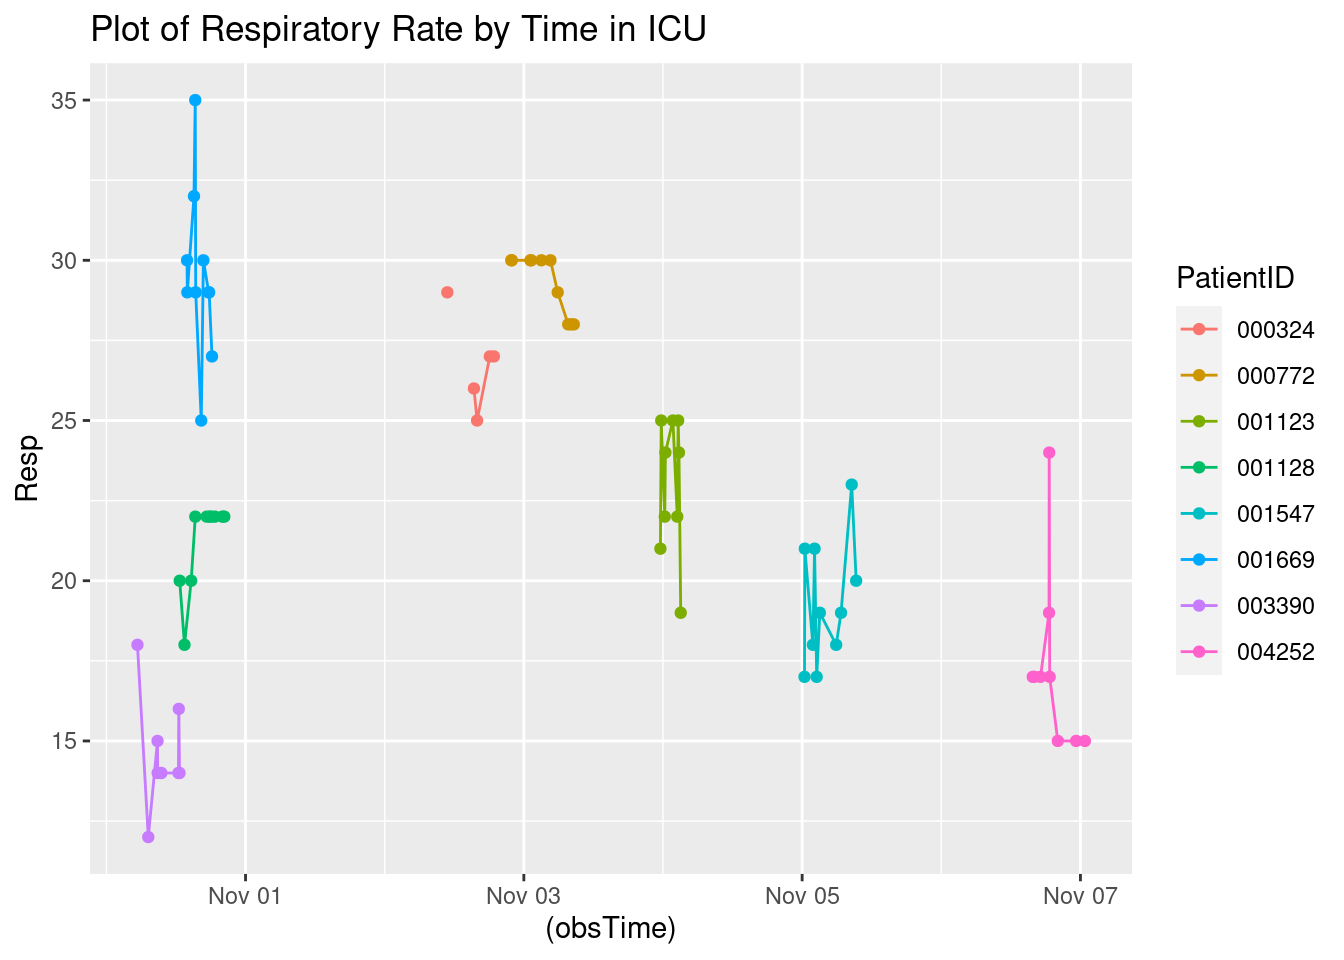 Plot of Respiratory Rate by Time in ICU
35
30
25
20
15
Resp
Nov 01
Nov 03
Nov 05
Nov 07
(obsTime)
PatientID
000324
000772
001123
001128
001547
001669
003390
004252